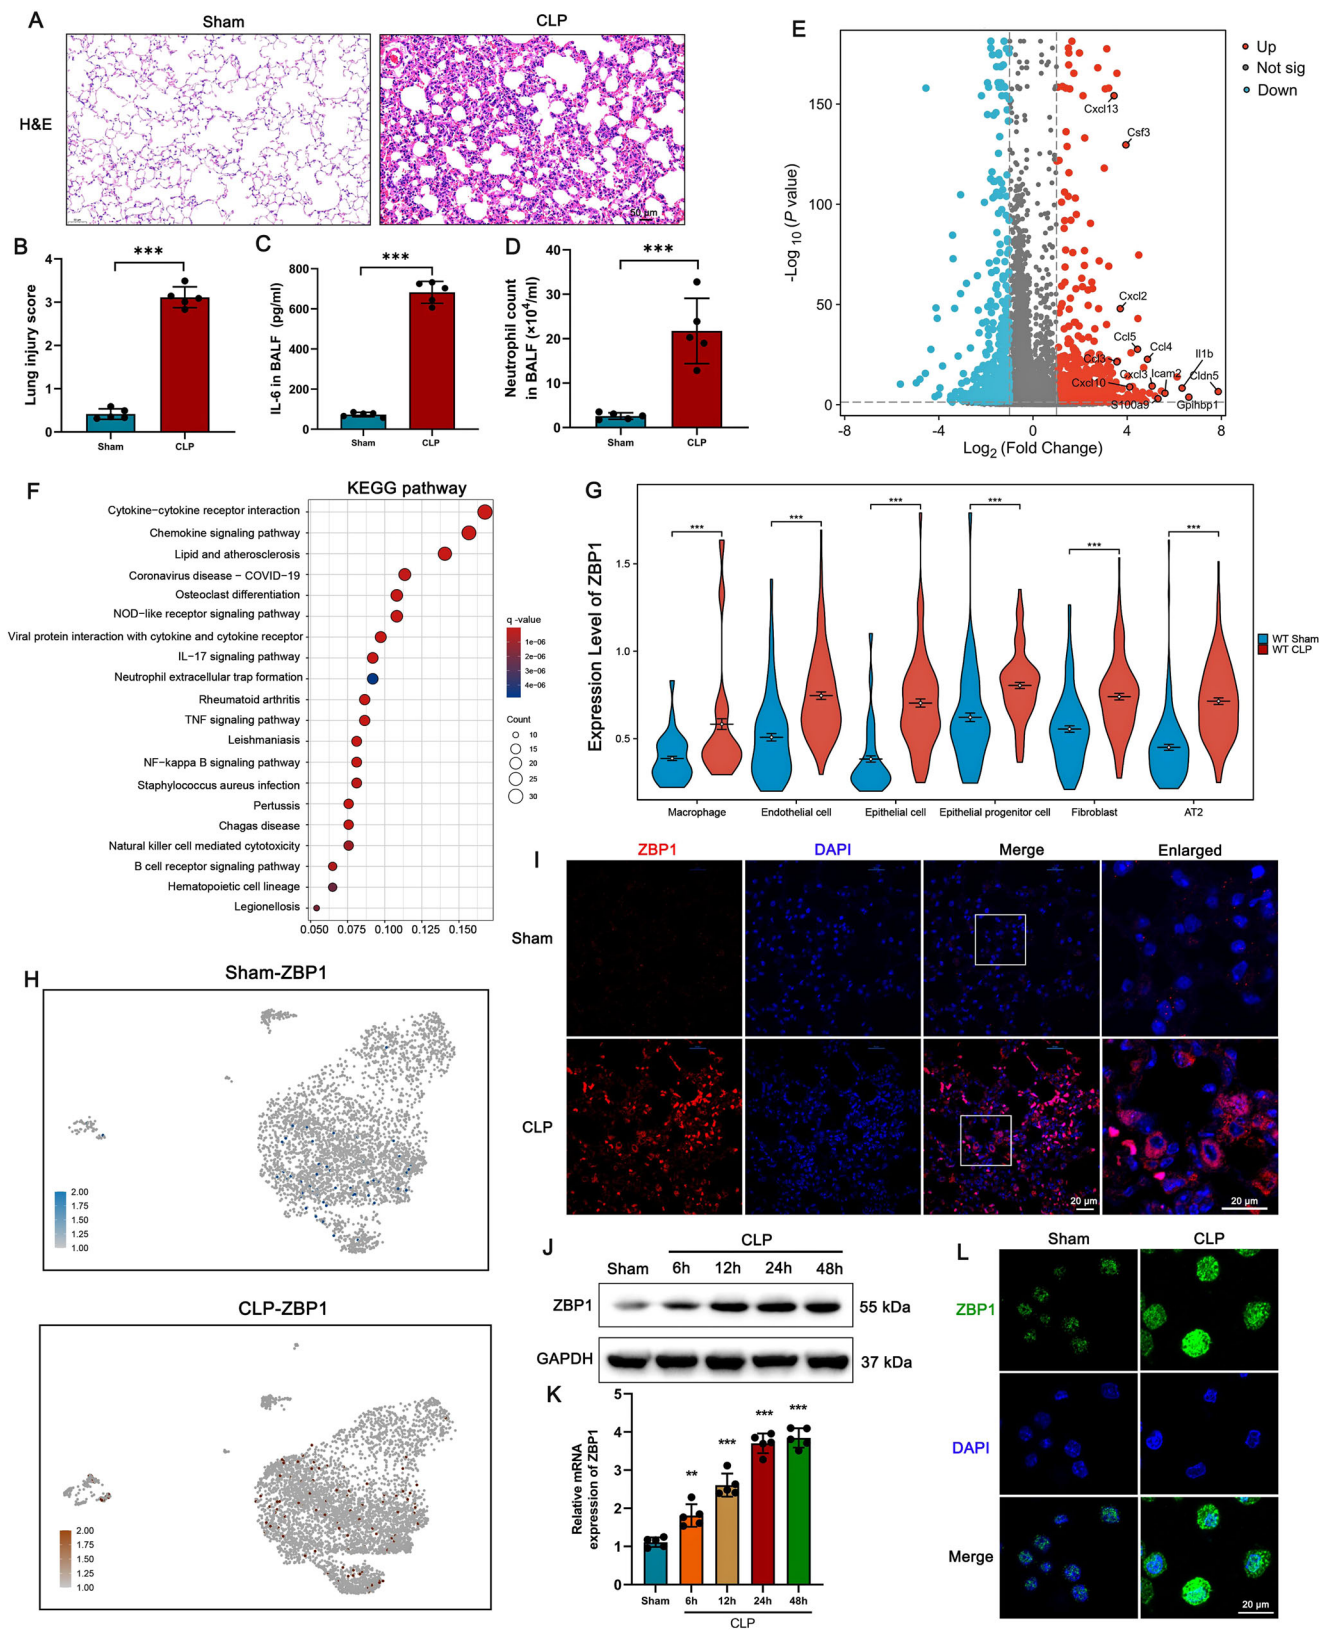 A
Sham
CLP
H&E
50 µm
B
***
Lung injury score
4
3
2
1
0
Sham
CLP
C
***
IL-6 in BALF (pg/ml)
800
600
400
200
0
Sham
CLP
D
***
Neutrophil count
in BALF (×10⁴/ml)
40
30
20
10
0
Sham
CLP
E
Up
Not sig
Down
-Log 10 (P value)
150
100
50
0
Cxcl13
Csf3
Cxcl2
Ccl5
Ccl4
Ccl3
Il1b
Cxcl3
Icam2
Cldn5
Cxcl10
S100a9
Gpihbp1
-8
-4
0
4
8
Log2 (Fold Change)
F
KEGG pathway
Cytokine−cytokine receptor interaction
Chemokine signaling pathway
Lipid and atherosclerosis
Coronavirus disease − COVID−19
Osteoclast differentiation
NOD−like receptor signaling pathway
Viral protein interaction with cytokine and cytokine receptor
IL−17 signaling pathway
Neutrophil extracellular trap formation
Rheumatoid arthritis
TNF signaling pathway
Leishmaniasis
NF−kappa B signaling pathway
Staphylococcus aureus infection
Pertussis
Chagas disease
Natural killer cell mediated cytotoxicity
B cell receptor signaling pathway
Hematopoietic cell lineage
Legionellosis
0.050 0.075 0.100 0.125 0.150
q -value
1e−06
2e−06
3e−06
4e−06
Count
10
15
20
25
30
G
Expression Level of ZBP1
1.5
1.0
0.5
***
***
***
***
***
***
Macrophage
Endothelial cell
Epithelial cell
Epithelial progenitor cell
Fibroblast
AT2
WT Sham
WT CLP
H
Sham-ZBP1
2.00
1.75
1.50
1.25
1.00
CLP-ZBP1
2.00
1.75
1.50
1.25
1.00
I
ZBP1
DAPI
Merge
Enlarged
Sham
CLP
20 µm
20 µm
J
CLP
Sham
6h
12h
24h
48h
ZBP1
55 kDa
GAPDH
37 kDa
K
Relative mRNA
expression of ZBP1
5
4
3
2
1
0
**
***
***
***
Sham
6h
12h
24h
48h
CLP
L
Sham
CLP
ZBP1
DAPI
Merge
20 µm